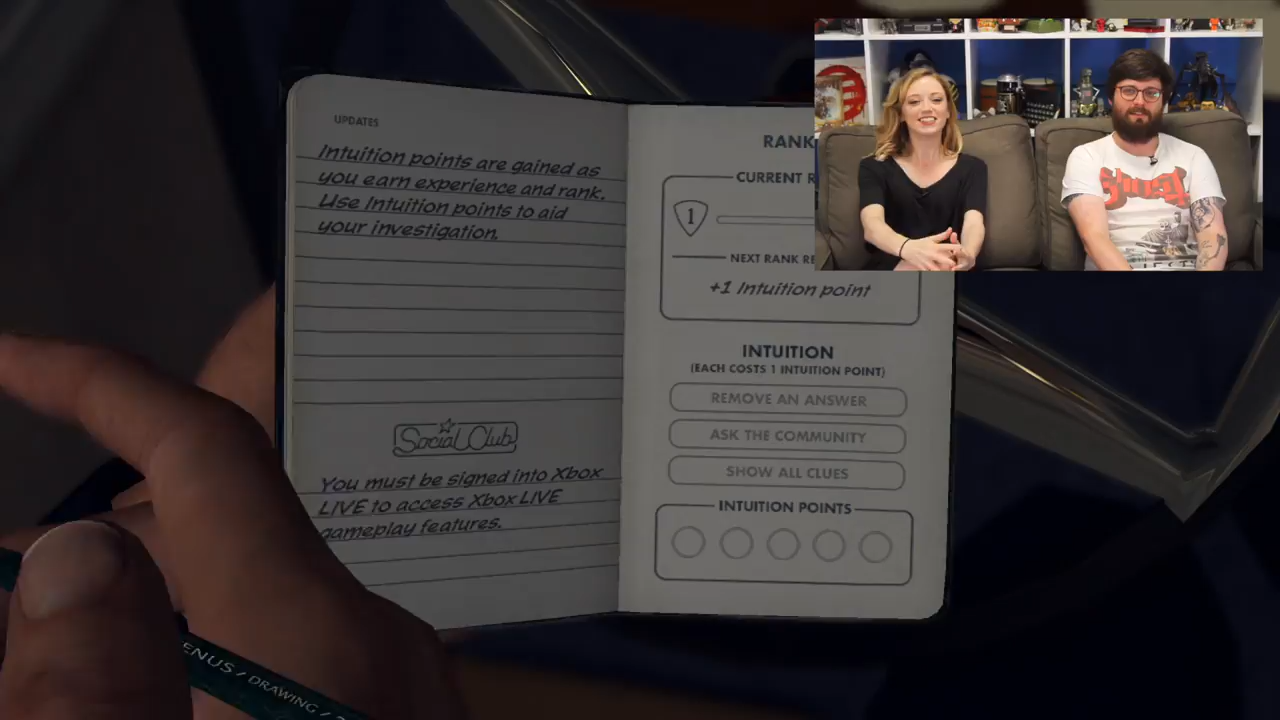 UPDATES
Intuition points are gained as
you earn experience and rank.
Use Intuition points to aid
your investigation.
Social Club
You must be signed into Xbox
LIVE to access Xbox LIVE
gameplay features.
RANK
CURRENT R
1
NEXT RANK RE
+1 Intuition point
INTUITION
(EACH COSTS 1 INTUITION POINT)
REMOVE AN ANSWER
ASK THE COMMUNITY
SHOW ALL CLUES
INTUITION POINTS
ENUS / DRAWING /
Ghost